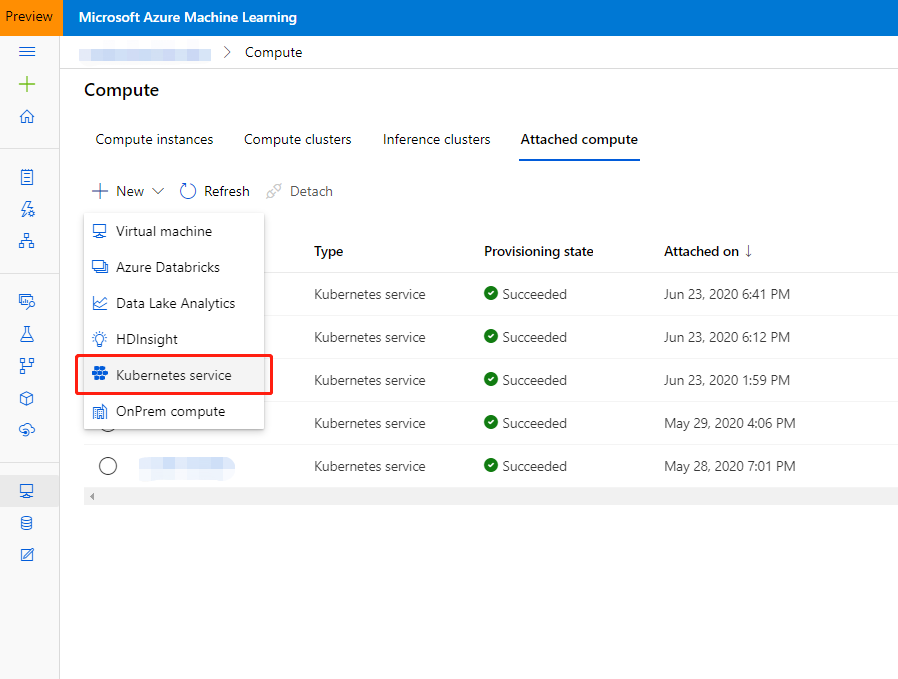 Preview
Microsoft Azure Machine Learning
Compute
Compute
Compute instances
Compute clusters
Inference clusters
Attached compute
New
Refresh
Detach
Virtual machine
Azure Databricks
Data Lake Analytics
HDInsight
Kubernetes service
OnPrem compute
Type
Provisioning state
Attached on ↓
Kubernetes service
Succeeded
Jun 23, 2020 6:41 PM
Kubernetes service
Succeeded
Jun 23, 2020 6:12 PM
Kubernetes service
Succeeded
Jun 23, 2020 1:59 PM
Kubernetes service
Succeeded
May 29, 2020 4:06 PM
Kubernetes service
Succeeded
May 28, 2020 7:01 PM